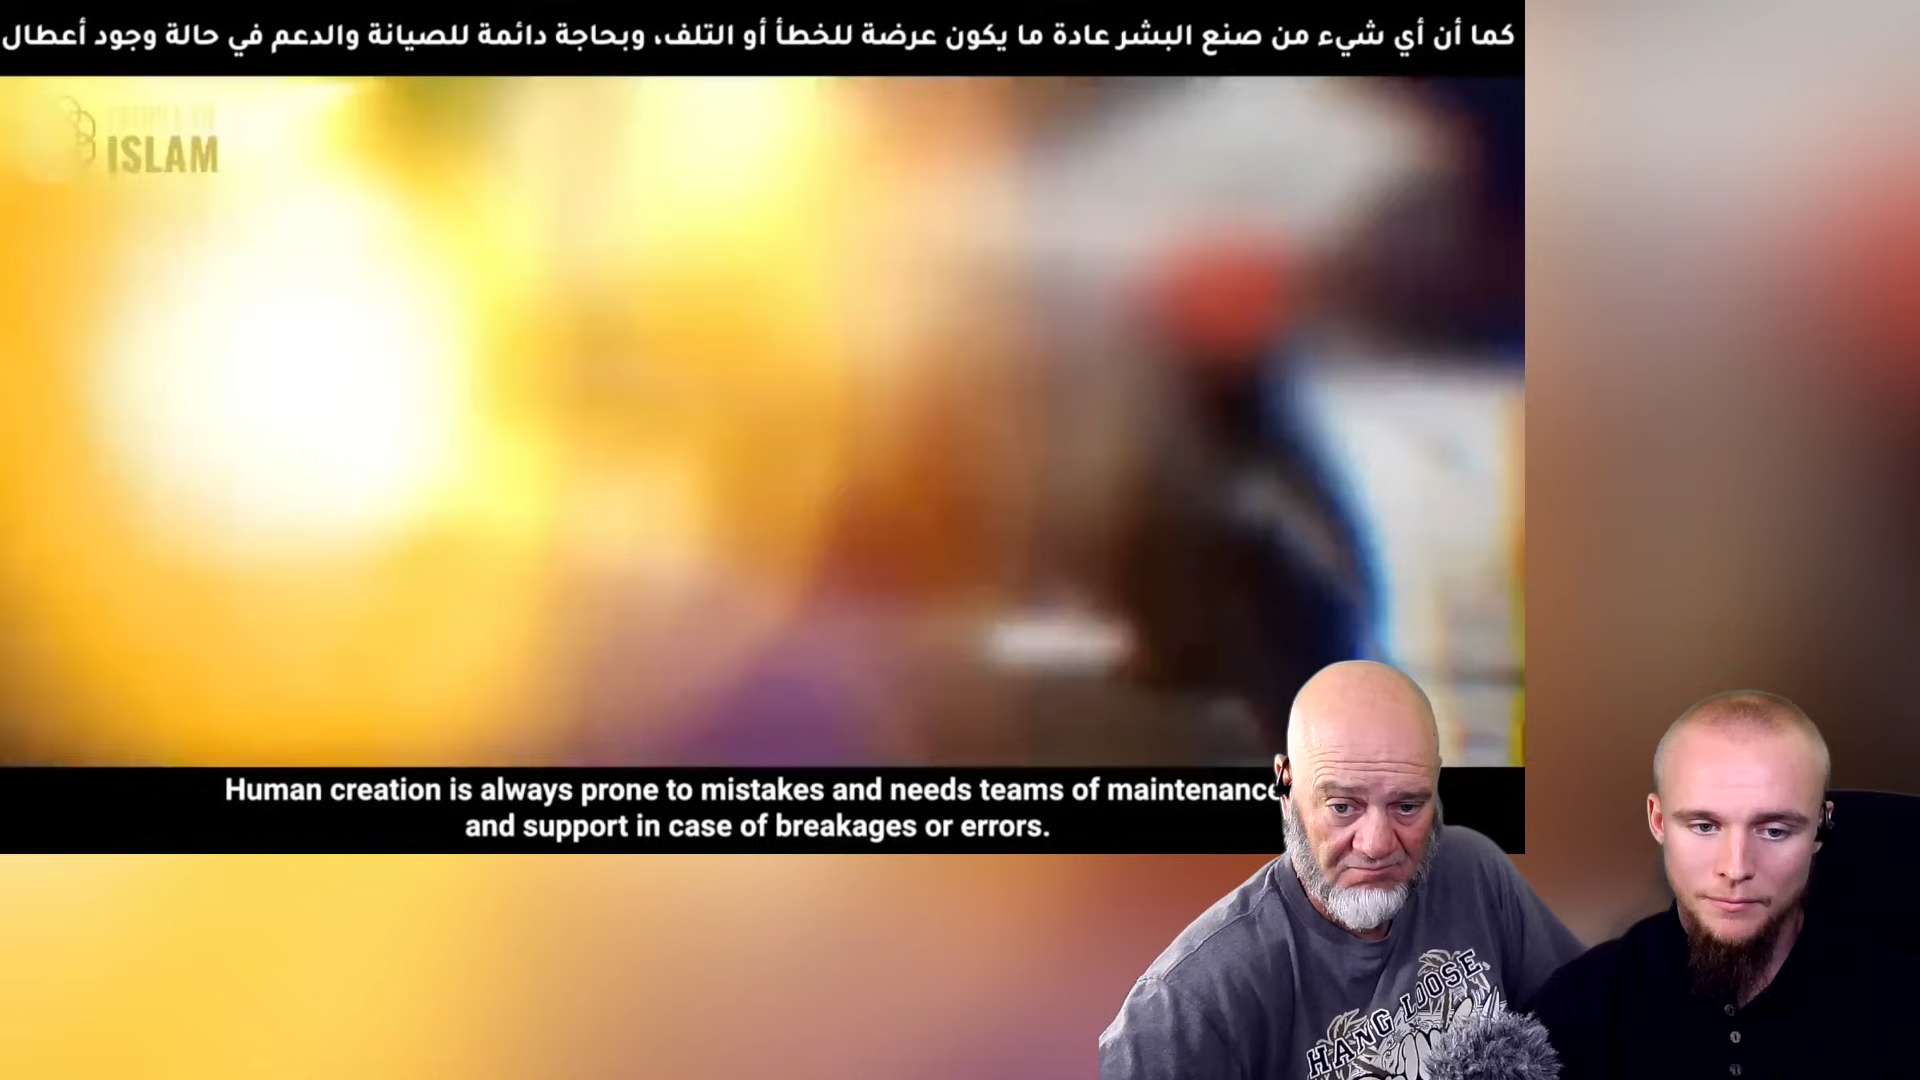 كما أن أي شيء من صنع البشر عادة ما يكون عرضة للخطأ أو التلف، وبحاجة دائمة للصيانة والدعم في حالة وجود أعطال
ISLAM
Human creation is always prone to mistakes and needs teams of maintenance
and support in case of breakages or errors.
HANG LOOSE